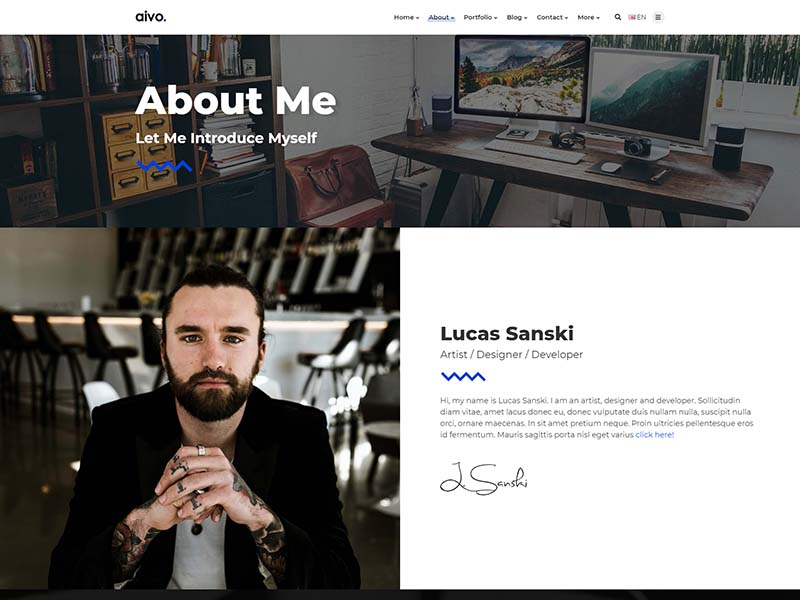 aivo.
Home About Portfolio Blog Contact More EN
About Me
Let Me Introduce Myself
Lucas Sanski
Artist / Designer / Developer
Hi, my name is Lucas Sanski. I am an artist, designer and developer. Sollicitudin
diam vitae, amet lacus donec eu, donec vulputate duis nullam nulla, suscipit nulla
orci, ornare maecenas. In sit amet pretium neque. Proin ultricies pellentesque eros
id fermentum. Mauris sagittis porta nisl eget varius click here!
J. Sanski